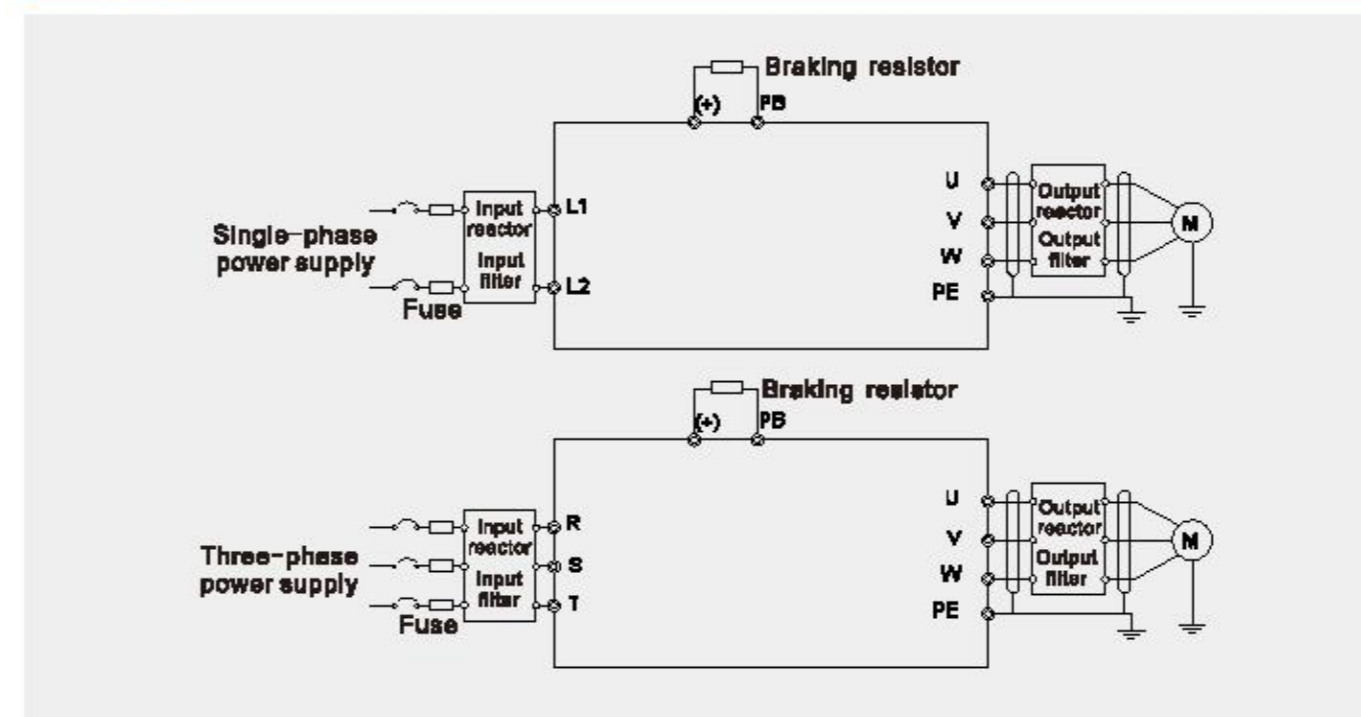 Braking resistor
(+) PB
Single-phase
power supply
Fuse
Input
reactor
Input
filter
L1
L2
U
V
W
PE
Output
reactor
Output
filter
M
Braking resistor
(+) PB
Three-phase
power supply
Fuse
Input
reactor
Input
filter
R
S
T
U
V
W
PE
Output
reactor
Output
filter
M